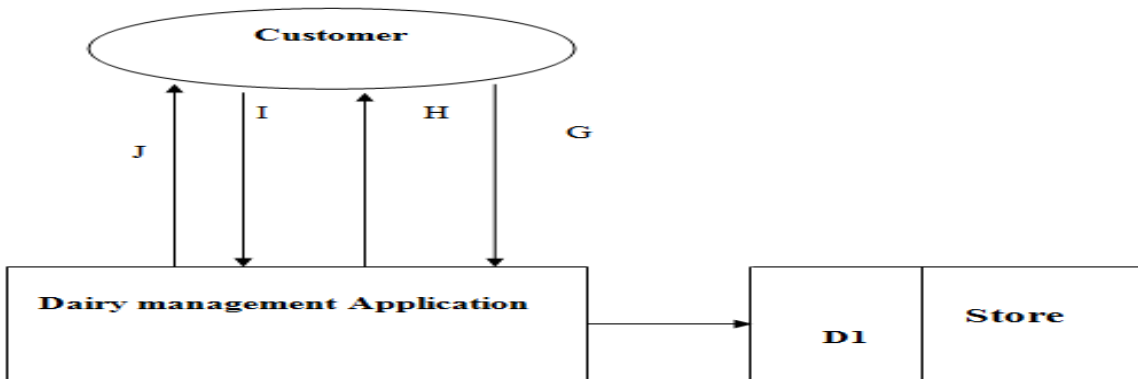 Customer
I
H
G
J
Dairy management Application
Store
D1